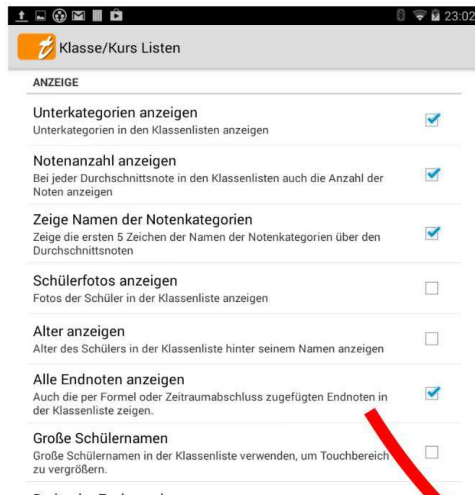 23:02
Klasse/Kurs Listen
ANZEIGE
Unterkategorien anzeigen
Unterkategorien in den Klassenlisten anzeigen
Notenanzahl anzeigen
Bei jeder Durchschnittsnote in den Klassenlisten auch die Anzahl der
Noten anzeigen
Zeige Namen der Notenkategorien
Zeige die ersten 5 Zeichen der Namen der Notenkategorien über den
Durchschnittsnoten
Schülerfotos anzeigen
Fotos der Schüler in der Klassenliste anzeigen
Alter anzeigen
Alter des Schülers in der Klassenliste hinter seinem Namen anzeigen
Alle Endnoten anzeigen
Auch die per Formel oder Zeitraumabschluss zugefügten Endnoten in
der Klassenliste zeigen.
Große Schülernamen
Große Schülernamen in der Klassenliste verwenden, um Touchbereich
zu vergrößern.